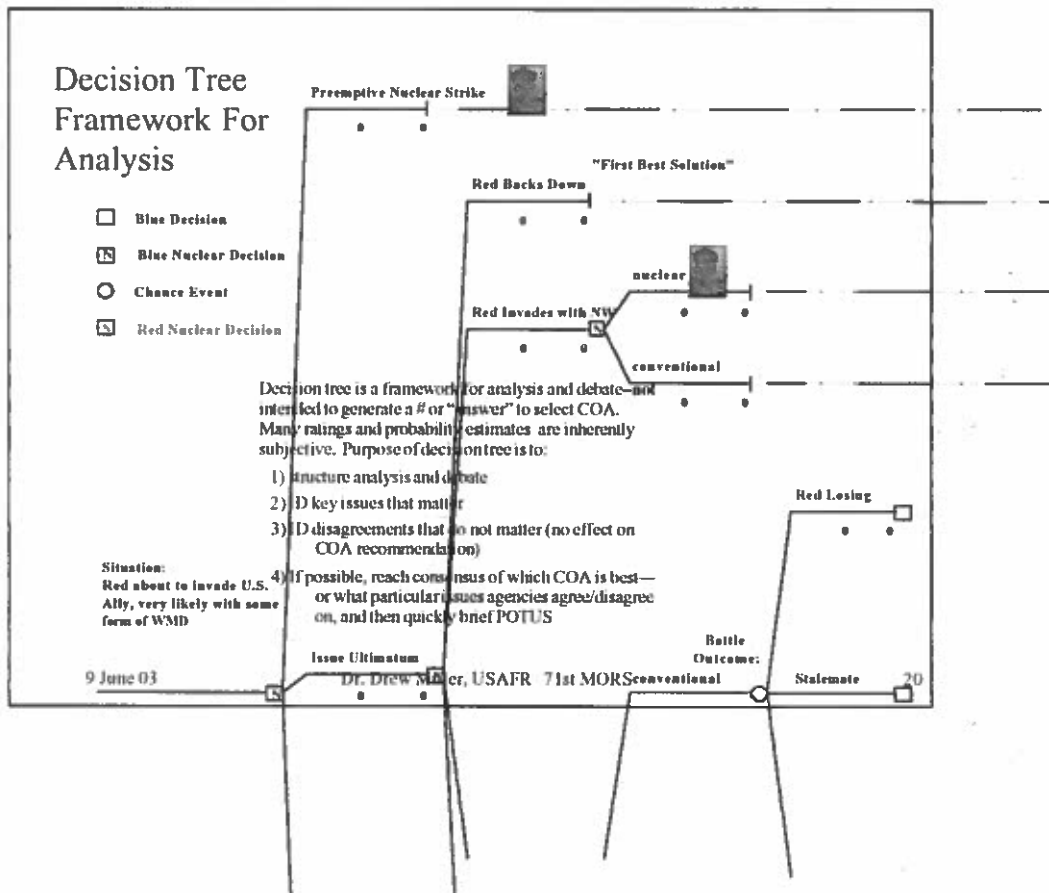 Decision Tree
Framework For
Analysis
Blue Decision
Blue Nuclear Decision
Chance Event
Red Nuclear Decision
Preemptive Nuclear Strike
"First Best Solution"
Red Backs Down
nuclear
Red Invades with NW
conventional
Decision tree is a framework for analysis and debate--not
intended to generate a # or "answer" to select COA.
Many ratings and probability estimates are inherently
subjective. Purpose of decision tree is to:
1) structure analysis and debate
2) ID key issues that matter
3) ID disagreements that do not matter (no effect on
COA recommendation)
4) If possible, reach consensus of which COA is best—
or what particular issues agencies agree/disagree
on, and then quickly brief POTUS
Situation:
Red about to invade U.S.
Ally, very likely with some
form of WMD
Red Losing
Issue Ultimatum
Battle
Outcome:
9 June 03
Dr. Drew Miller, USAFR 71st MORS
conventional
Stalemate
20